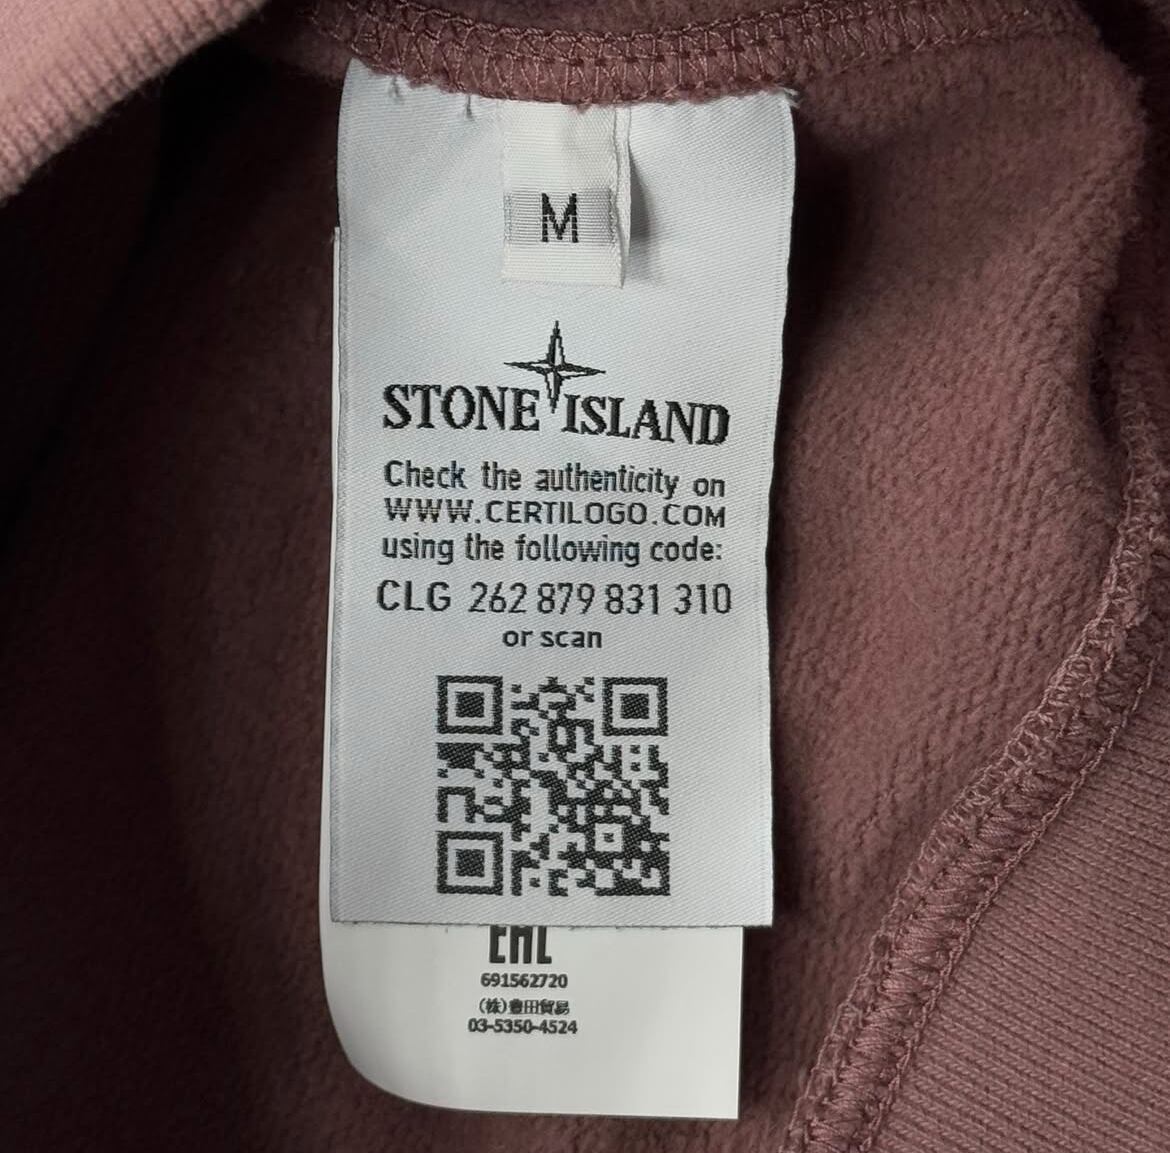 M
STONE ISLAND
Check the authenticity on
WWW.CERTILOGO.COM
using the following code:
CLG 262 879 831 310
or scan
EAC
691562720
(株)豊田貿易
03-5350-4524